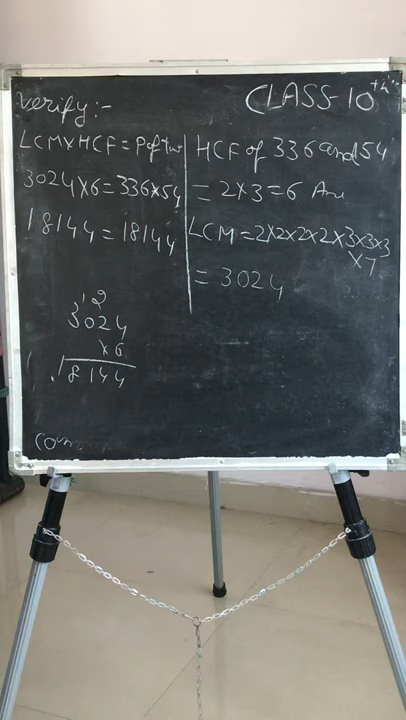 CLASS-10th
Verify:-
LCM×HCF=P of two
3024×6=336×54
18144=18144
12
3024
×6
18144
HCF of 336 and 54
=2×3=6 Ans
LCM=2×2×2×2×3×3×3
×7
=3024